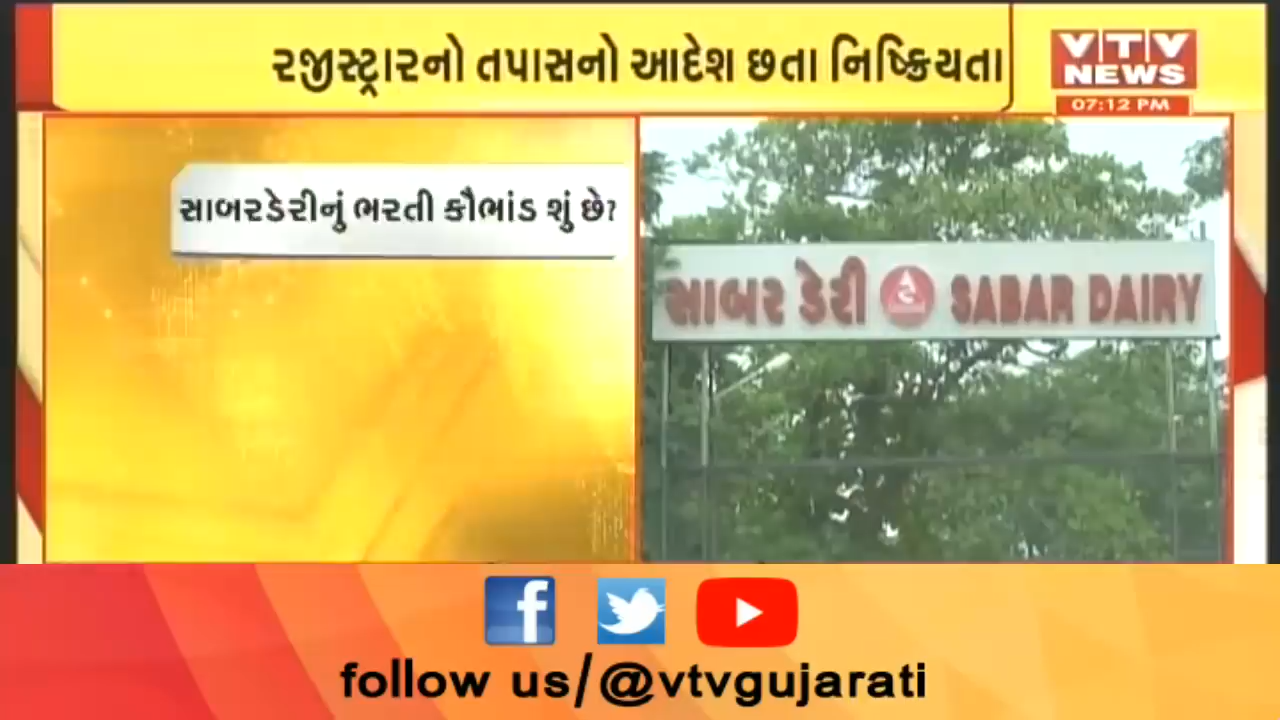 રજીસ્ટ્રારનો તપાસનો આદેશ છતા નિષ્ક્રિયતા
VTV
NEWS
07:12 PM
સાબરડેરીનું ભરતી કૌભાંડ શું છે?
સાબર ડેરી SABAR DAIRY
follow us/@vtvgujarati